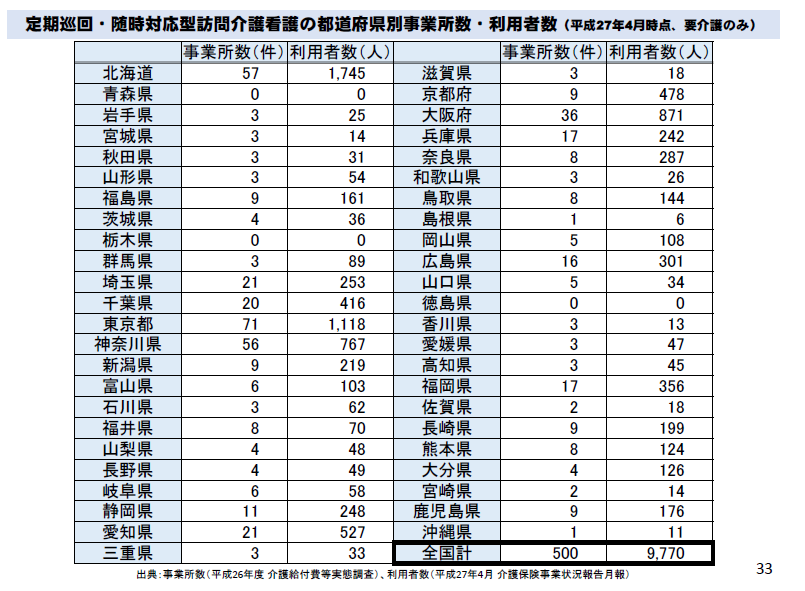 定期巡回・随時対応型訪問介護看護の都道府県別事業所数・利用者数（平成27年4月時点、要介護のみ）
事業所数（件） 利用者数（人） 事業所数（件） 利用者数（人）
北海道 57 1,745 滋賀県 3 18
青森県 0 0 京都府 9 478
岩手県 3 25 大阪府 36 871
宮城県 3 14 兵庫県 17 242
秋田県 3 31 奈良県 8 287
山形県 3 54 和歌山県 3 26
福島県 9 161 鳥取県 8 144
茨城県 4 36 島根県 1 6
栃木県 0 0 岡山県 5 108
群馬県 3 89 広島県 16 301
埼玉県 21 253 山口県 5 34
千葉県 20 416 徳島県 0 0
東京都 71 1,118 香川県 3 13
神奈川県 56 767 愛媛県 3 47
新潟県 9 219 高知県 3 45
富山県 6 103 福岡県 17 356
石川県 3 62 佐賀県 2 18
福井県 8 70 長崎県 9 199
山梨県 4 48 熊本県 8 124
長野県 4 49 大分県 4 126
岐阜県 6 58 宮崎県 2 14
静岡県 11 248 鹿児島県 9 176
愛知県 21 527 沖縄県 1 11
三重県 3 33 全国計 500 9,770
出典：事業所数（平成26年度 介護給付費等実態調査）、利用者数（平成27年4月 介護保険事業状況報告月報）
33